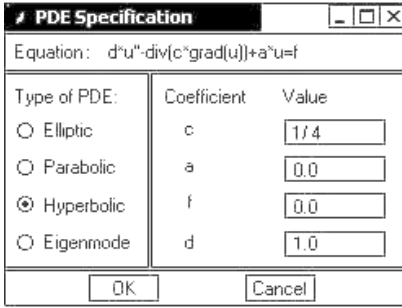 PDE Specification
Equation: d*u''-div(c*grad(u))+a*u=f
Type of PDE: Coefficient Value
Elliptic c 1/4
Parabolic a 0.0
Hyperbolic f 0.0
Eigenmode d 1.0
OK Cancel